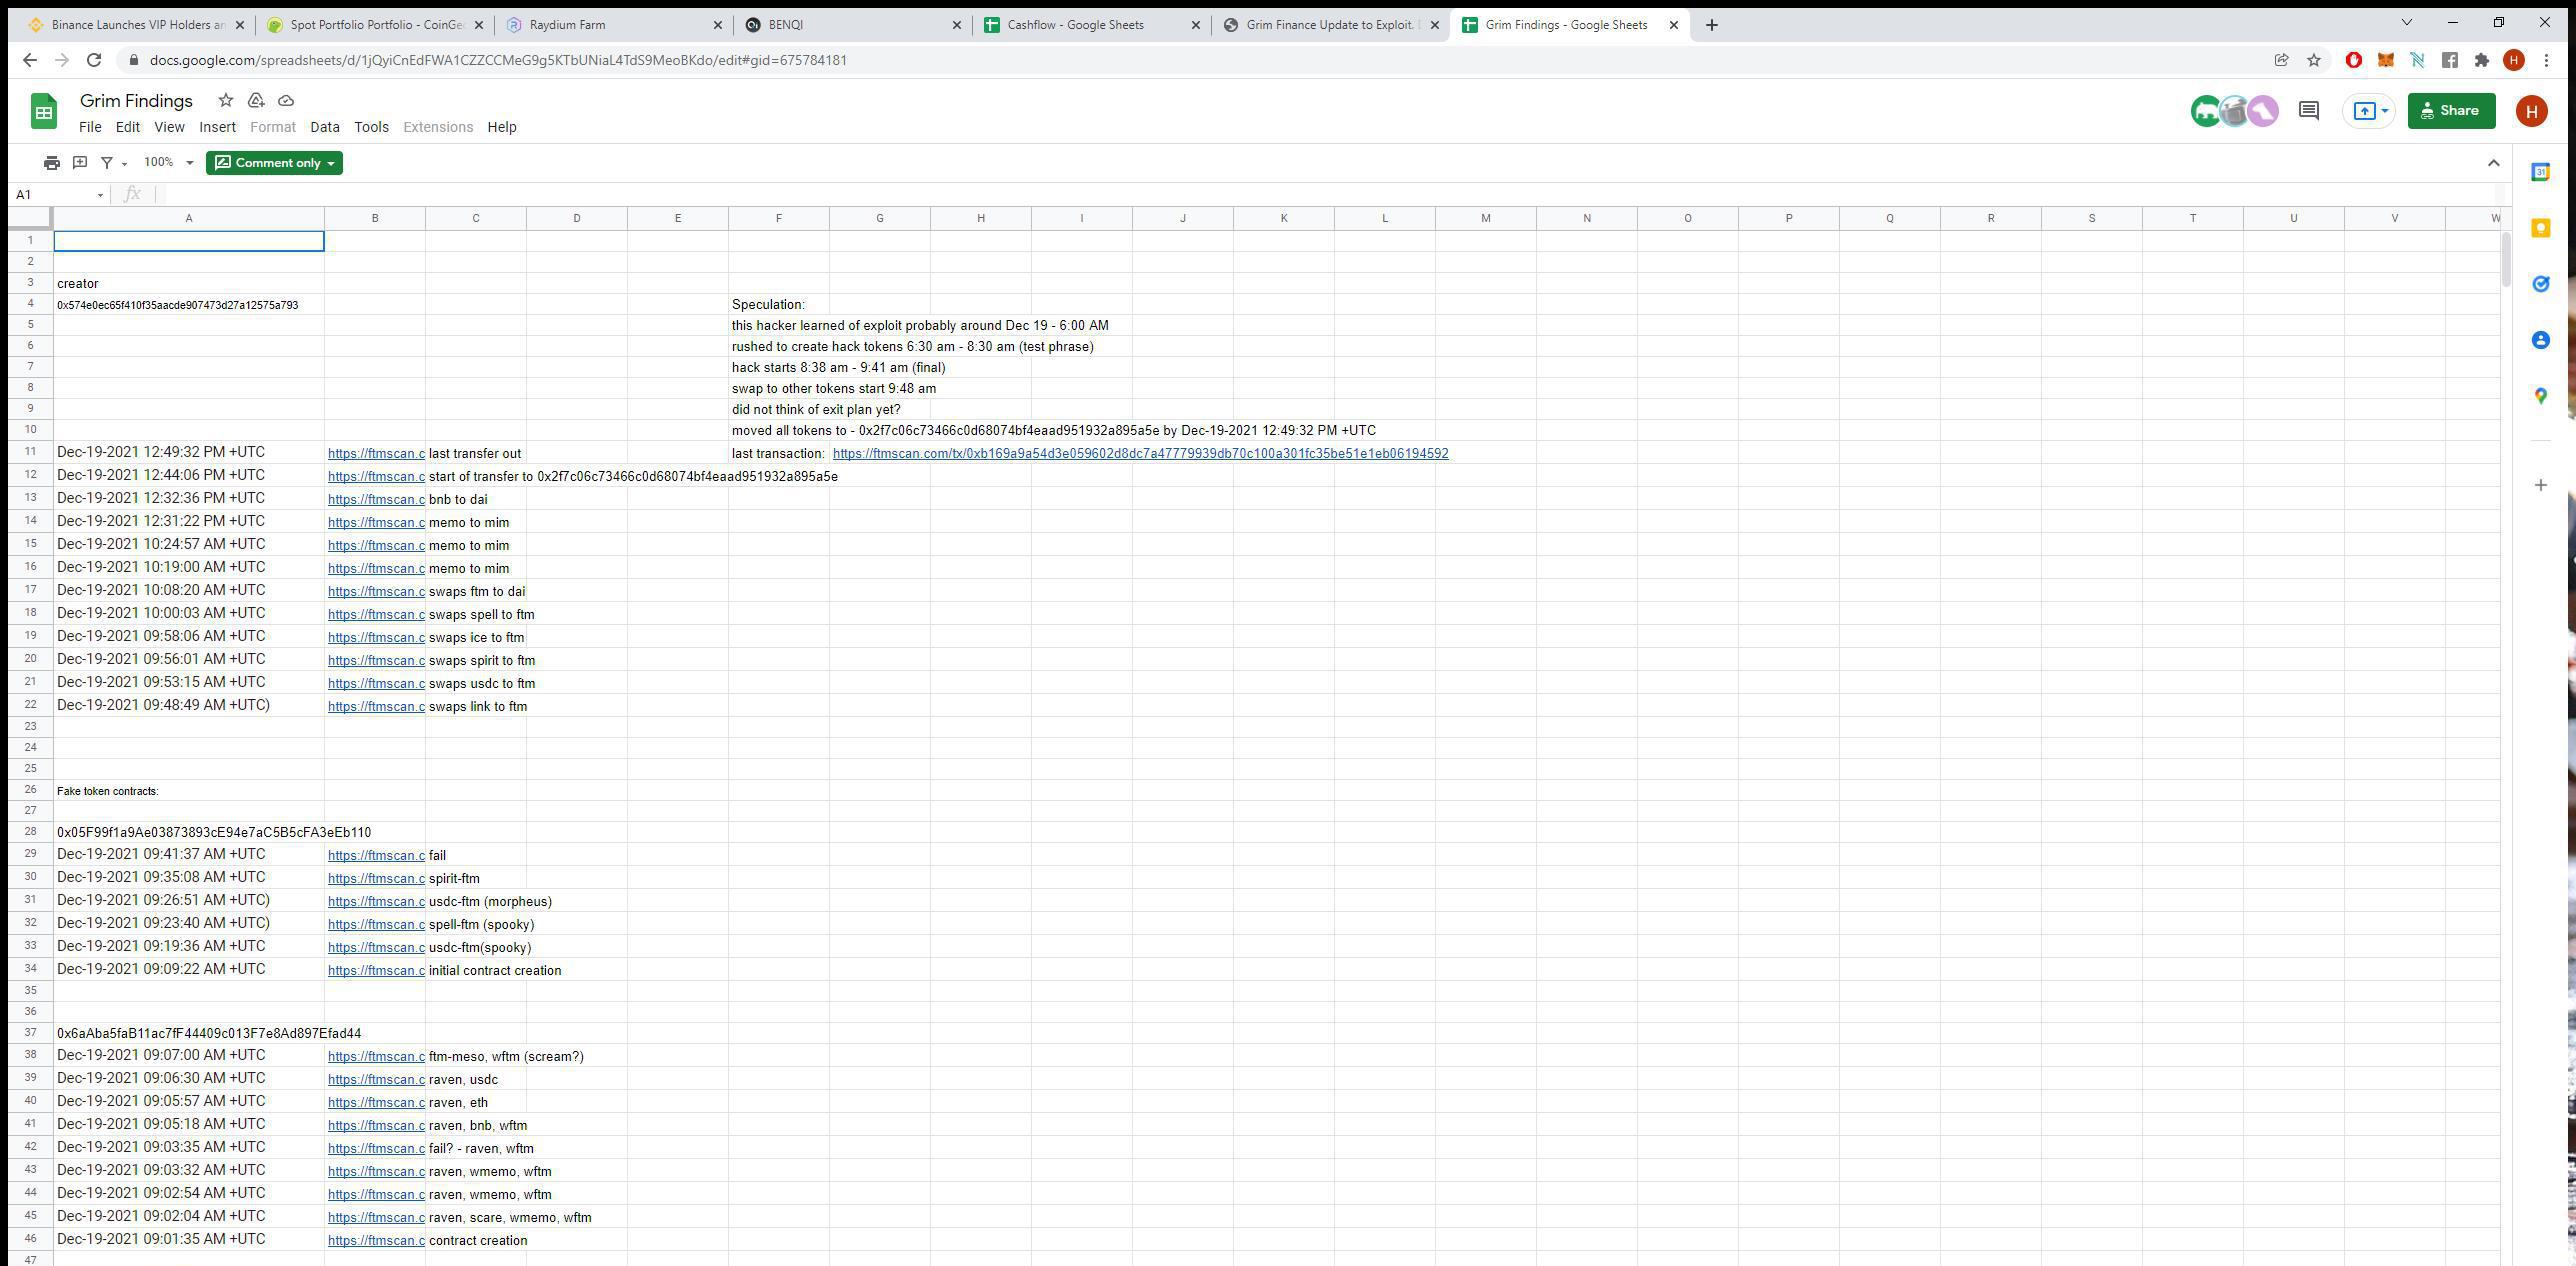 Binance Launches VIP Holders an
Spot Portfolio Portfolio - CoinGec
Raydium Farm
BENQI
Cashflow - Google Sheets
Grim Finance Update to Exploit.
Grim Findings - Google Sheets
docs.google.com/spreadsheets/d/1jQyiCnEdFWA1CZZCCMeG9g5KTbUNiaL4TdS9MeoBKdo/edit#gid=675784181
H
Grim Findings
Share
H
File Edit View Insert Format Data Tools Extensions Help
100% Comment only
31
A1 fx
A B C D E F G H I J K L M N O P Q R S T U V W
1
2
3 creator
4 0x574e0ec65f410f35aacde907473d27a12575a793 Speculation:
5 this hacker learned of exploit probably around Dec 19 - 6:00 AM
6 rushed to create hack tokens 6:30 am - 8:30 am (test phrase)
7 hack starts 8:38 am - 9:41 am (final)
8 swap to other tokens start 9:48 am
9 did not think of exit plan yet?
10 moved all tokens to - 0x2f7c06c73466c0d68074bf4eaad951932a895a5e by Dec-19-2021 12:49:32 PM +UTC
11 Dec-19-2021 12:49:32 PM +UTC https://ftmscan.c last transfer out last transaction: https://ftmscan.com/tx/0xb169a9a54d3e059602d8dc7a47779939db70c100a301fc35be51e1eb06194592
12 Dec-19-2021 12:44:06 PM +UTC https://ftmscan.c start of transfer to 0x2f7c06c73466c0d68074bf4eaad951932a895a5e
13 Dec-19-2021 12:32:36 PM +UTC https://ftmscan.c bnb to dai
14 Dec-19-2021 12:31:22 PM +UTC https://ftmscan.c memo to mim
15 Dec-19-2021 10:24:57 AM +UTC https://ftmscan.c memo to mim
16 Dec-19-2021 10:19:00 AM +UTC https://ftmscan.c memo to mim
17 Dec-19-2021 10:08:20 AM +UTC https://ftmscan.c swaps ftm to dai
18 Dec-19-2021 10:00:03 AM +UTC https://ftmscan.c swaps spell to ftm
19 Dec-19-2021 09:58:06 AM +UTC https://ftmscan.c swaps ice to ftm
20 Dec-19-2021 09:56:01 AM +UTC https://ftmscan.c swaps spirit to ftm
21 Dec-19-2021 09:53:15 AM +UTC https://ftmscan.c swaps usdc to ftm
22 Dec-19-2021 09:48:49 AM +UTC) https://ftmscan.c swaps link to ftm
23
24
25
26 Fake token contracts:
27
28 0x05F99f1a9Ae03873893cE94e7aC5B5cFA3eEb110
29 Dec-19-2021 09:41:37 AM +UTC https://ftmscan.c fail
30 Dec-19-2021 09:35:08 AM +UTC https://ftmscan.c spirit-ftm
31 Dec-19-2021 09:26:51 AM +UTC) https://ftmscan.c usdc-ftm (morpheus)
32 Dec-19-2021 09:23:40 AM +UTC) https://ftmscan.c spell-ftm (spooky)
33 Dec-19-2021 09:19:36 AM +UTC https://ftmscan.c usdc-ftm(spooky)
34 Dec-19-2021 09:09:22 AM +UTC https://ftmscan.c initial contract creation
35
36
37 0x6aAba5faB11ac7fF44409c013F7e8Ad897Efad44
38 Dec-19-2021 09:07:00 AM +UTC https://ftmscan.c ftm-meso, wftm (scream?)
39 Dec-19-2021 09:06:30 AM +UTC https://ftmscan.c raven, usdc
40 Dec-19-2021 09:05:57 AM +UTC https://ftmscan.c raven, eth
41 Dec-19-2021 09:05:18 AM +UTC https://ftmscan.c raven, bnb, wftm
42 Dec-19-2021 09:03:35 AM +UTC https://ftmscan.c fail? - raven, wftm
43 Dec-19-2021 09:03:32 AM +UTC https://ftmscan.c raven, wmemo, wftm
44 Dec-19-2021 09:02:54 AM +UTC https://ftmscan.c raven, wmemo, wftm
45 Dec-19-2021 09:02:04 AM +UTC https://ftmscan.c raven, scare, wmemo, wftm
46 Dec-19-2021 09:01:35 AM +UTC https://ftmscan.c contract creation
47